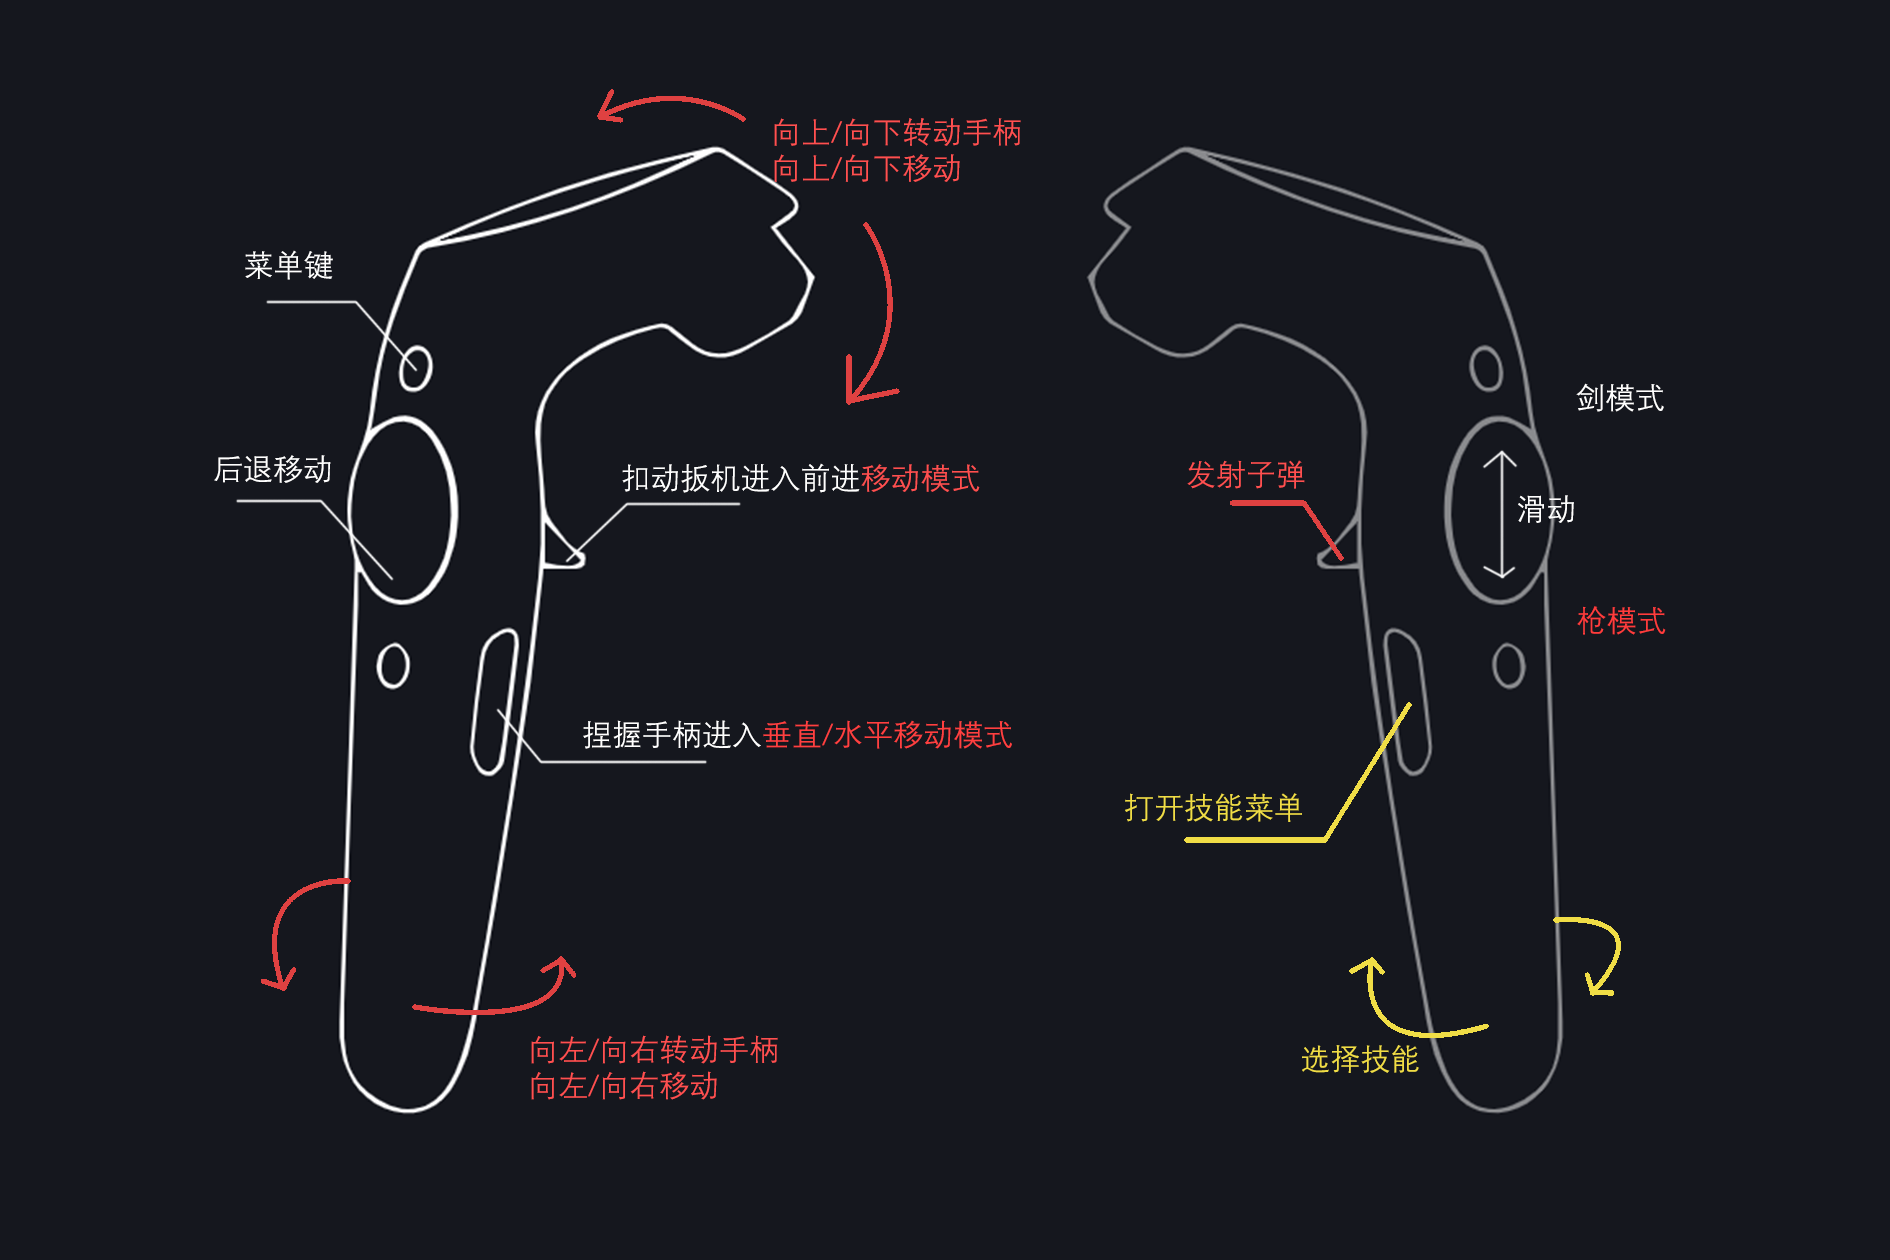 向上/向下转动手柄
向上/向下移动
菜单键
后退移动
扣动扳机进入前进移动模式
捏握手柄进入垂直/水平移动模式
向左/向右转动手柄
向左/向右移动
剑模式
发射子弹
滑动
枪模式
打开技能菜单
选择技能